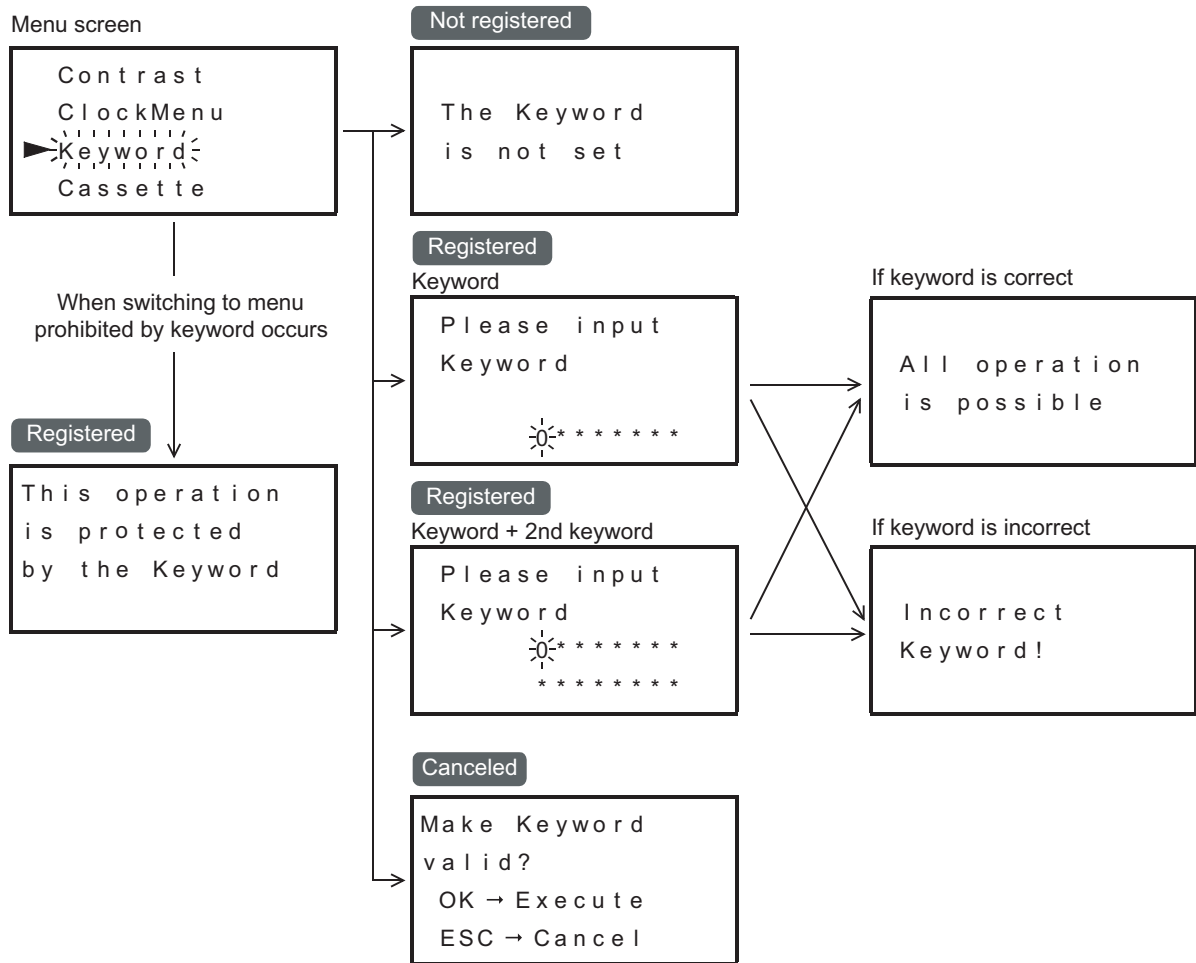 Menu screen
Contrast
ClockMenu
Keyword
Cassette
When switching to menu
prohibited by keyword occurs
Registered
This operation
is protected
by the Keyword
Not registered
The Keyword
is not set
Registered
Keyword
Please input
Keyword
0*******
Registered
Keyword + 2nd keyword
Please input
Keyword
0*******
********
Canceled
Make Keyword
valid?
OK → Execute
ESC → Cancel
If keyword is correct
All operation
is possible
If keyword is incorrect
Incorrect
Keyword!